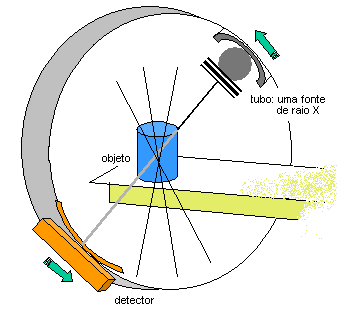 tubo: uma fonte
de raio X
objeto
detector